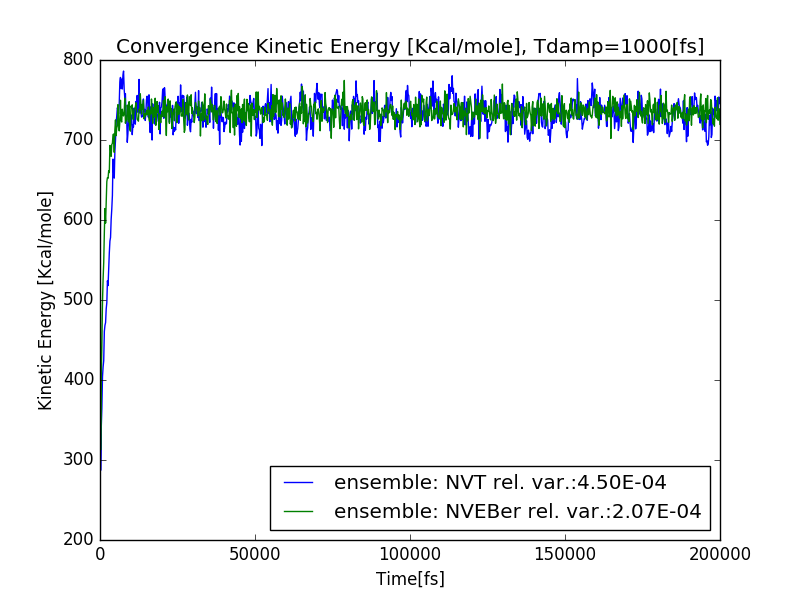 Convergence Kinetic Energy [Kcal/mole], Tdamp=1000[fs]
800
700
600
500
400
300
200
Kinetic Energy [Kcal/mole]
ensemble: NVT rel. var.:4.50E-04
ensemble: NVEBer rel. var.:2.07E-04
0 50000 100000 150000 200000
Time[fs]